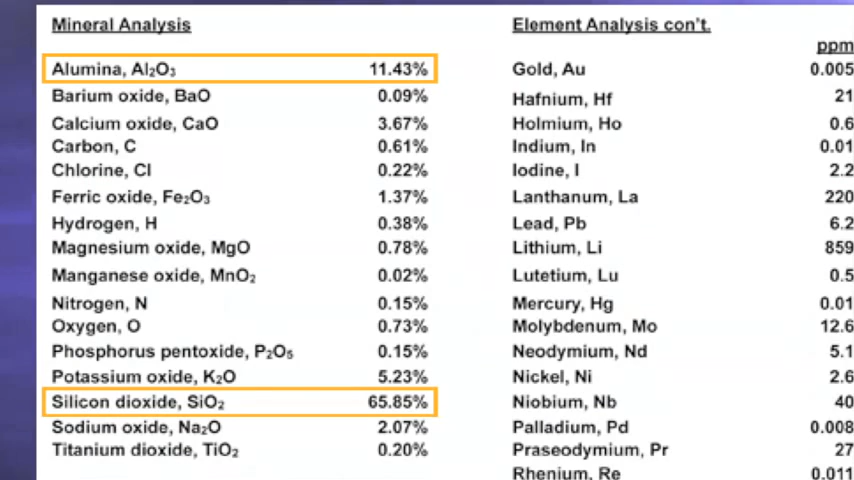 Mineral Analysis
Alumina, Al₂O₃ 11.43%
Barium oxide, BaO 0.09%
Calcium oxide, CaO 3.67%
Carbon, C 0.61%
Chlorine, Cl 0.22%
Ferric oxide, Fe₂O₃ 1.37%
Hydrogen, H 0.38%
Magnesium oxide, MgO 0.78%
Manganese oxide, MnO₂ 0.02%
Nitrogen, N 0.15%
Oxygen, O 0.73%
Phosphorus pentoxide, P₂O₅ 0.15%
Potassium oxide, K₂O 5.23%
Silicon dioxide, SiO₂ 65.85%
Sodium oxide, Na₂O 2.07%
Titanium dioxide, TiO₂ 0.20%
Element Analysis con't.
ppm
Gold, Au 0.005
Hafnium, Hf 21
Holmium, Ho 0.6
Indium, In 0.01
Iodine, I 2.2
Lanthanum, La 220
Lead, Pb 6.2
Lithium, Li 859
Lutetium, Lu 0.5
Mercury, Hg 0.01
Molybdenum, Mo 12.6
Neodymium, Nd 5.1
Nickel, Ni 2.6
Niobium, Nb 40
Palladium, Pd 0.008
Praseodymium, Pr 27
Rhenium, Re 0.011